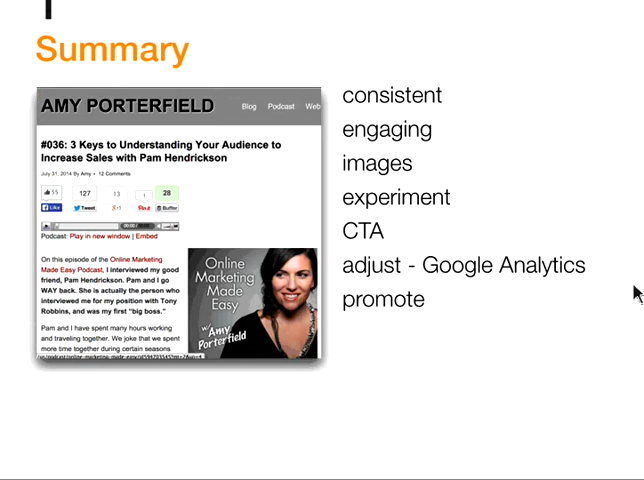 Summary
AMY PORTERFIELD
Blog Podcast Web
#036: 3 Keys to Understanding Your Audience to
Increase Sales with Pam Hendrickson
July 31, 2014 By Amy • 12 Comments
55 127 13 1 28
Like Tweet +1 Pin it Buffer
00:00
Podcast: Play in new window | Embed
On this episode of the Online Marketing
Made Easy Podcast, I interviewed my good
friend, Pam Hendrickson. Pam and I go
WAY back. She is actually the person who
interviewed me for my position with Tony
Robbins, and was my first “big boss.”
Pam and I have spent many hours working
and traveling together. We joke that we spent
more time together during certain seasons
Online
Marketing
Made
Easy
w/ Amy
Porterfield
consistent
engaging
images
experiment
CTA
adjust - Google Analytics
promote